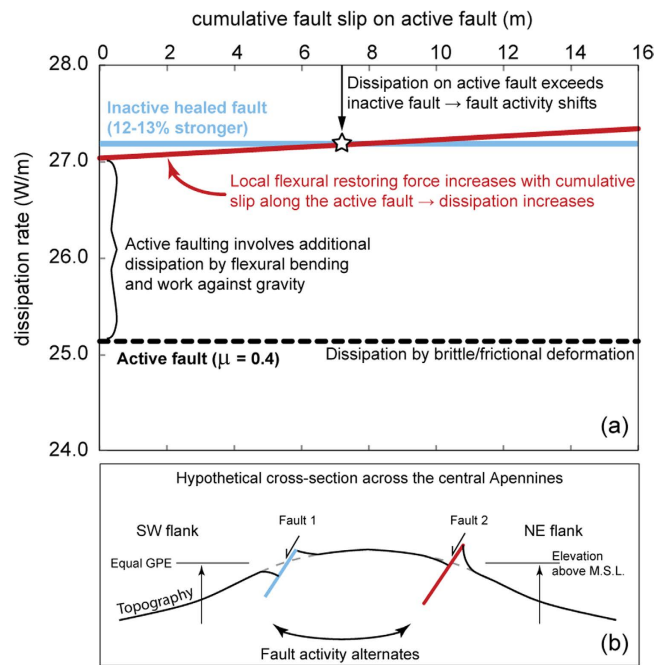 cumulative fault slip on active fault (m)
0 2 4 6 8 10 12 14 16
28.0
27.0
26.0
25.0
24.0
dissipation rate (W/m)
Dissipation on active fault exceeds
inactive fault → fault activity shifts
Inactive healed fault
(12-13% stronger)
Local flexural restoring force increases with cumulative
slip along the active fault → dissipation increases
Active faulting involves additional
dissipation by flexural bending
and work against gravity
Active fault (μ = 0.4)
Dissipation by brittle/frictional deformation
(a)
Hypothetical cross-section across the central Apennines
SW flank
Fault 1
Fault 2
NE flank
Equal GPE
Elevation
above M.S.L.
Topography
Fault activity alternates
(b)